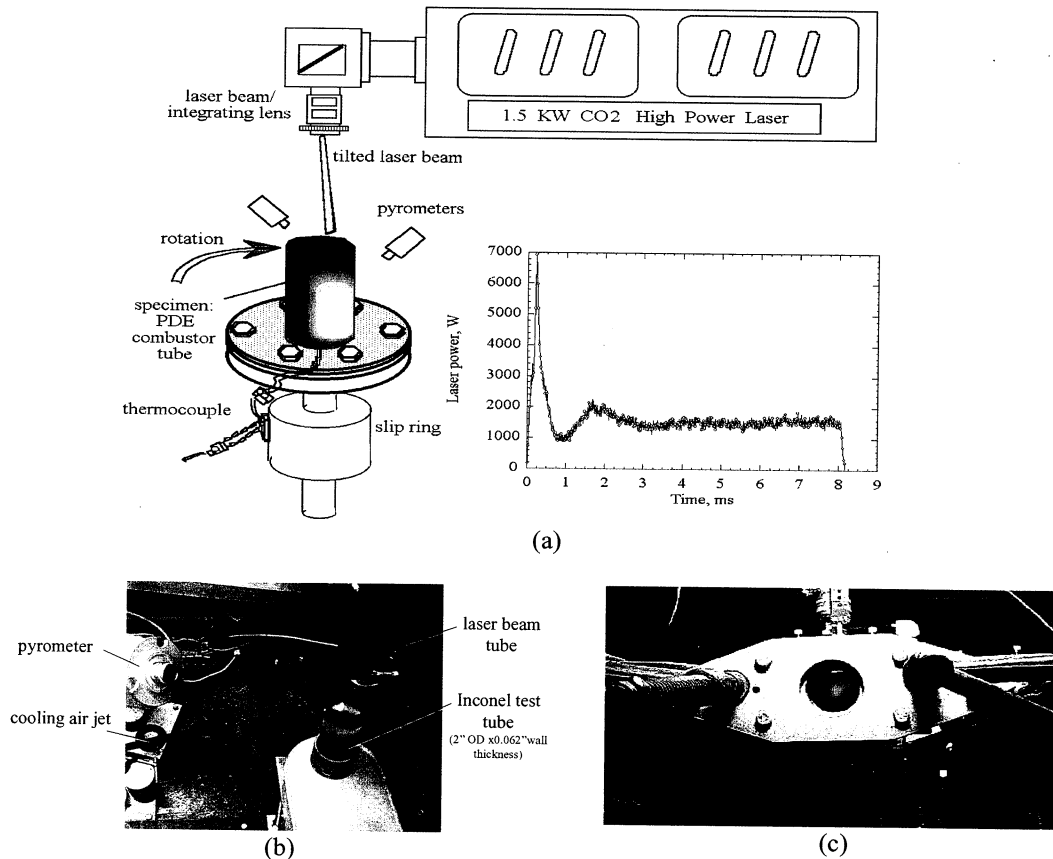 1.5 KW CO2 High Power Laser
laser beam/
integrating lens
tilted laser beam
pyrometers
rotation
specimen:
PDE
combustor
tube
thermocouple
slip ring
Laser power, W
7000
6000
5000
4000
3000
2000
1000
0
0 1 2 3 4 5 6 7 8 9
Time, ms
(a)
pyrometer
cooling air jet
laser beam
tube
Inconel test
tube
(2" OD x0.062"wall
thickness)
(b)
(c)